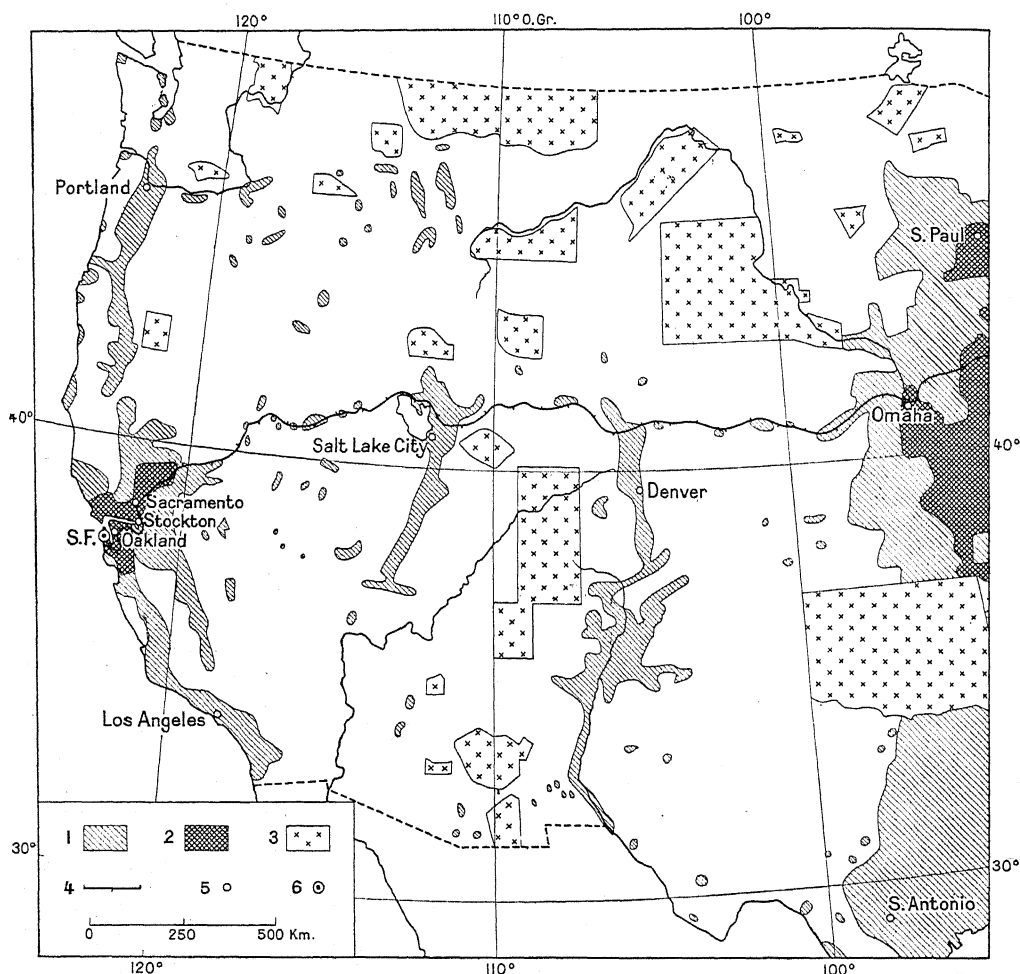 120° 110° O.Gr. 100°
Portland
S. Paul
40°
Omaha
Salt Lake City
40°
Denver
Sacramento
Stockton
S.F. Oakland
Los Angeles
1 2 3
30°
30°
4 5 6
S. Antonio
0 250 500 Km.
120° 110° 100°